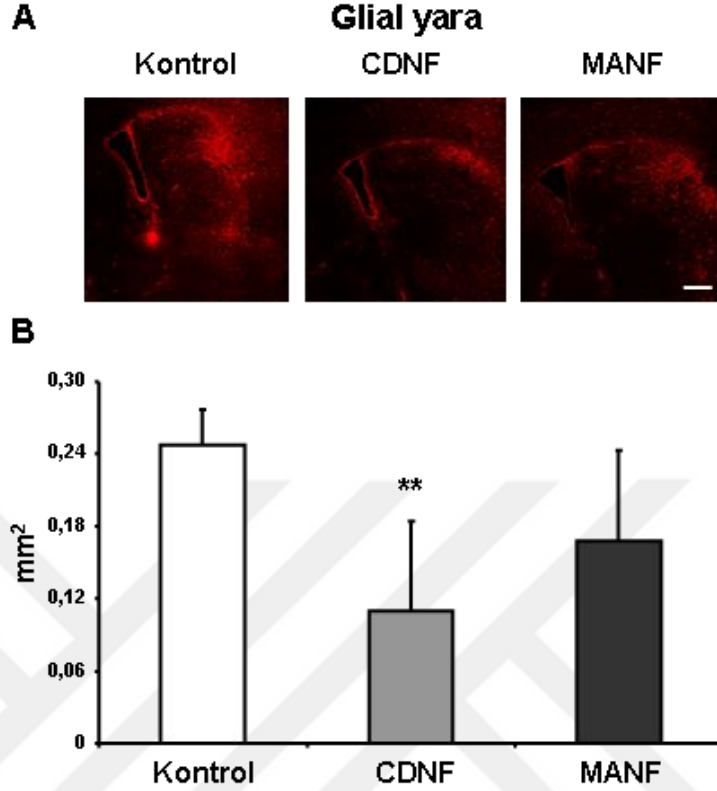 A
Glial yara
Kontrol CDNF MANF
B
0,30
0,24
0,18
0,12
0,06
0
mm²
**
Kontrol CDNF MANF